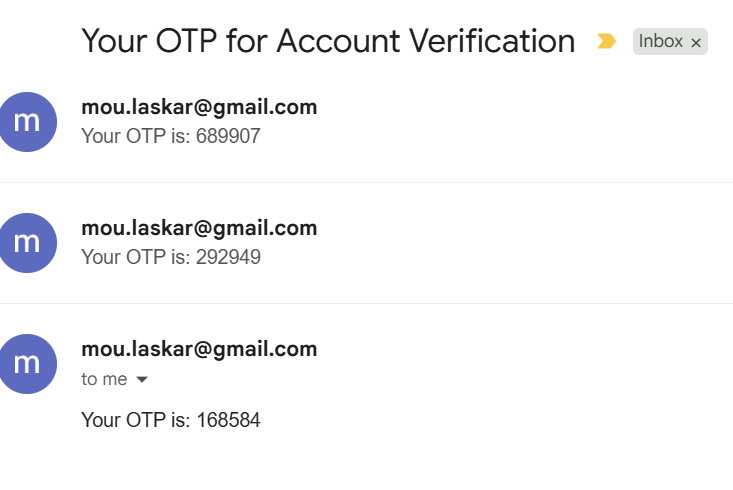 Your OTP for Account Verification Inbox ×
m
mou.laskar@gmail.com
Your OTP is: 689907
m
mou.laskar@gmail.com
Your OTP is: 292949
m
mou.laskar@gmail.com
to me
Your OTP is: 168584